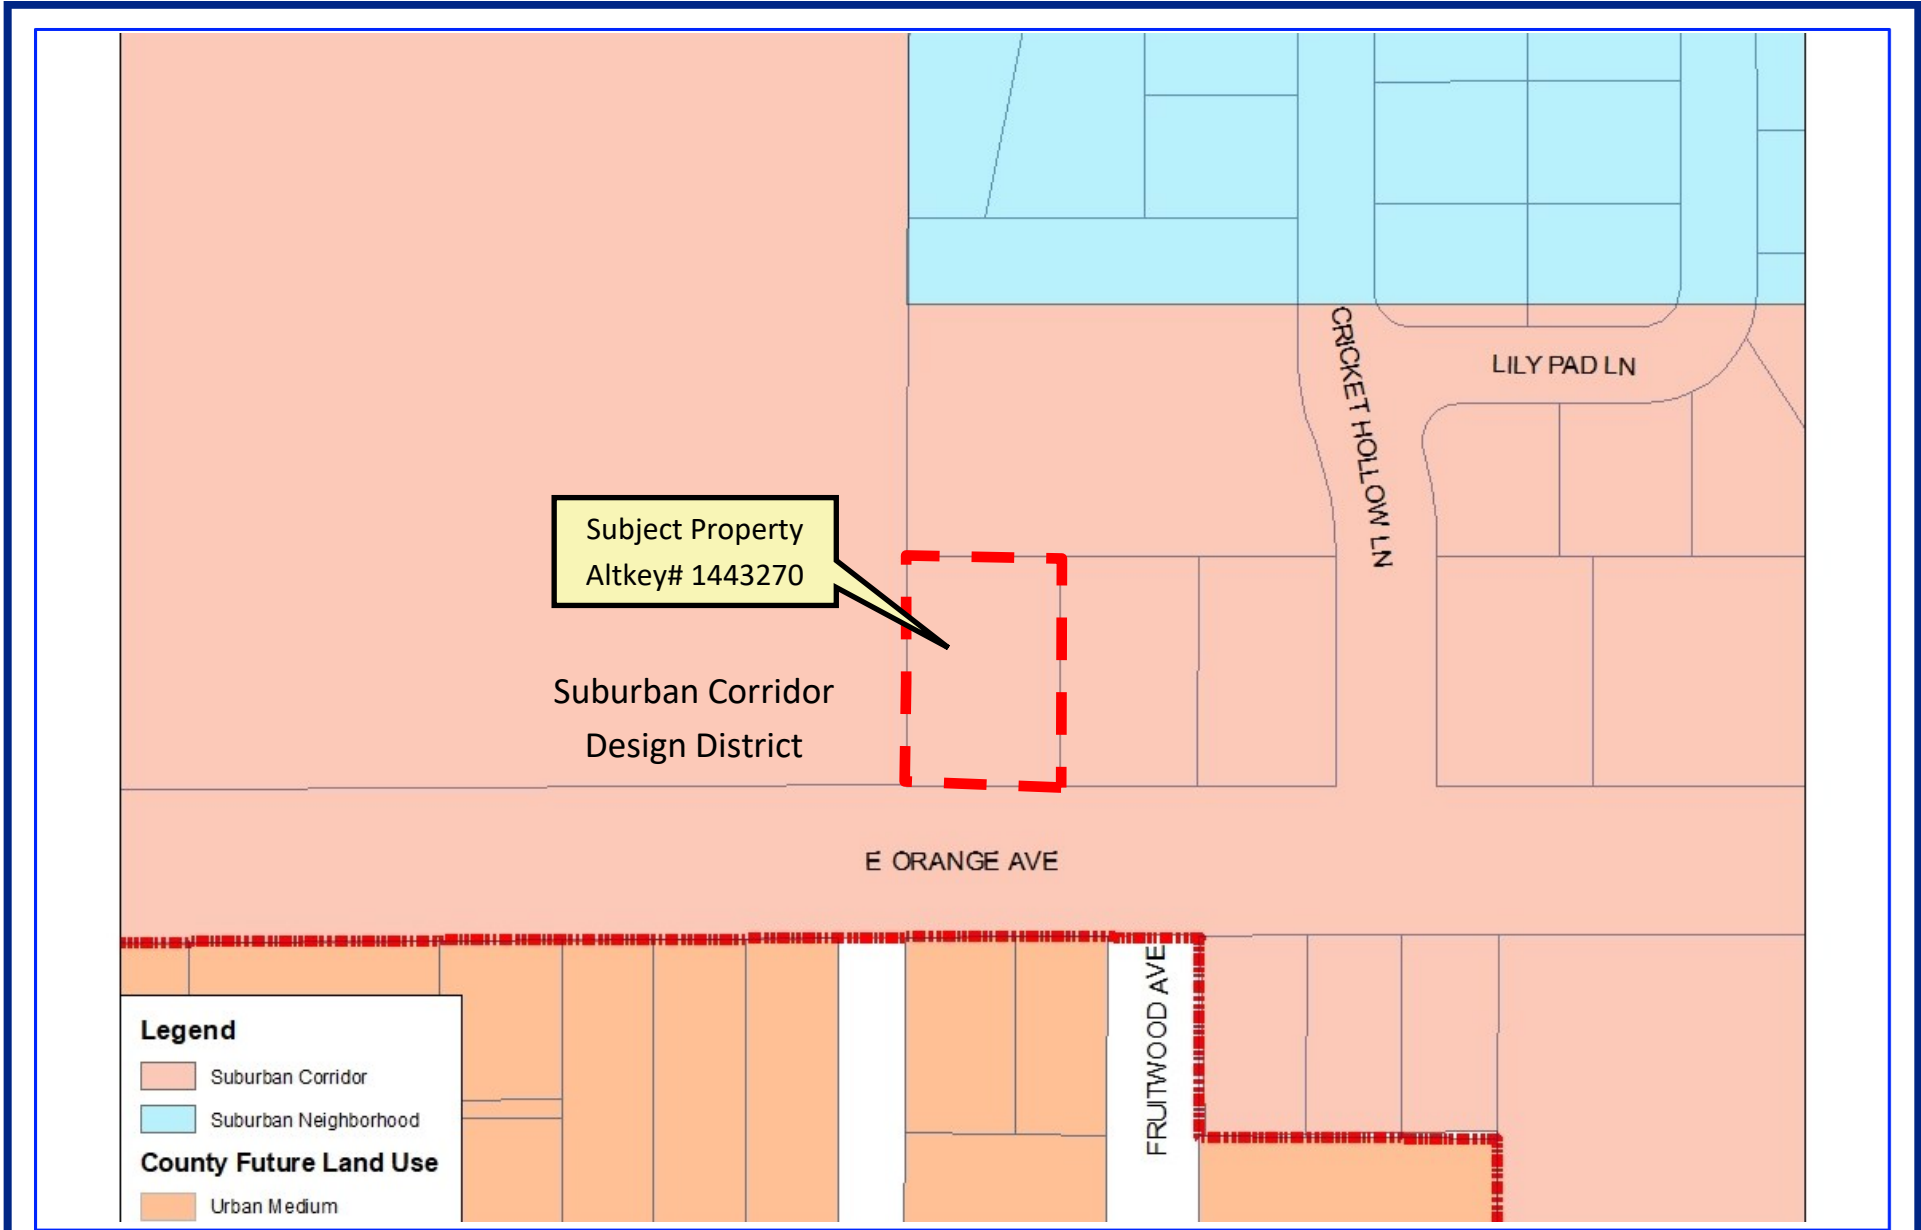 LILY PAD LN
CRICKET HOLLOW LN
Subject Property
Altkey# 1443270
Suburban Corridor
Design District
E ORANGE AVE
FRUITWOOD AVE
Legend
Suburban Corridor
Suburban Neighborhood
County Future Land Use
Urban Medium